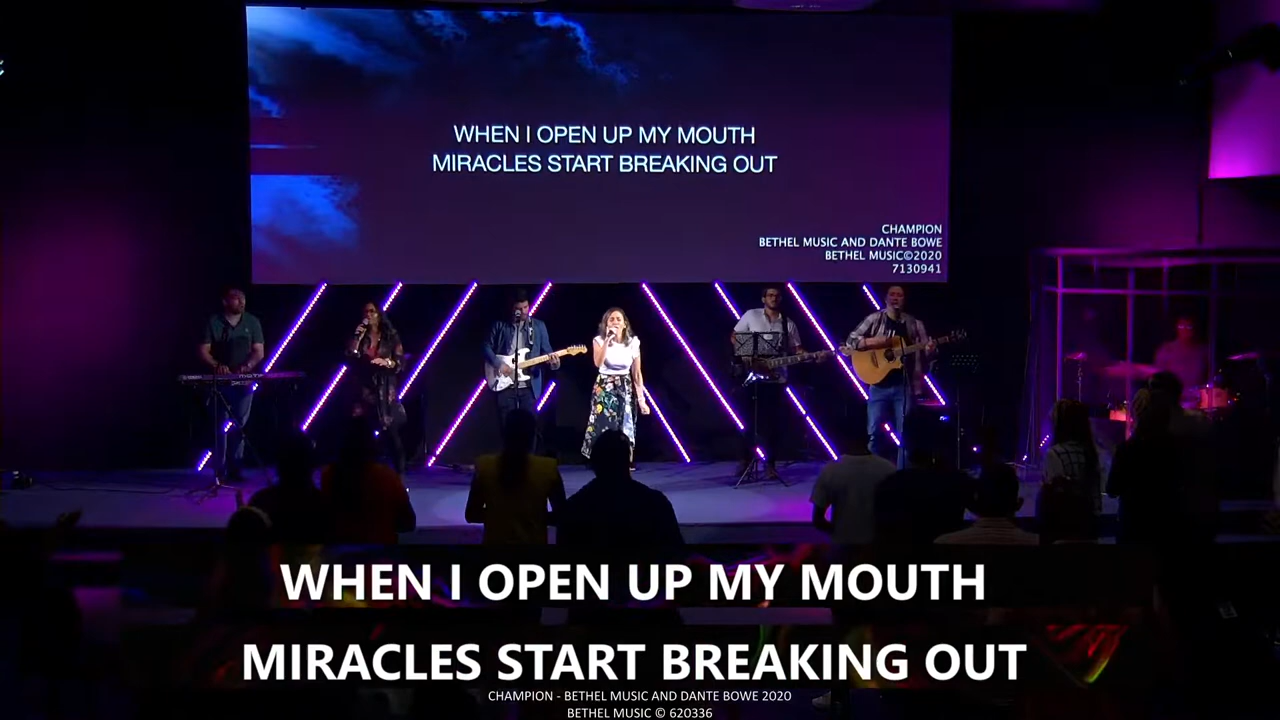 WHEN I OPEN UP MY MOUTH
MIRACLES START BREAKING OUT
CHAMPION
BETHEL MUSIC AND DANTE BOWE
BETHEL MUSIC©2020
7130941
WHEN I OPEN UP MY MOUTH
MIRACLES START BREAKING OUT
CHAMPION - BETHEL MUSIC AND DANTE BOWE 2020
BETHEL MUSIC © 620336